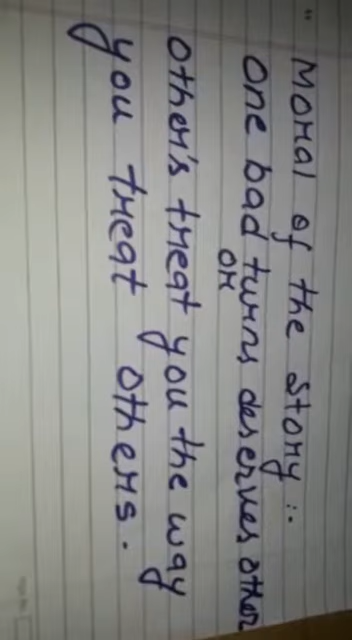 " Moral of the Story :-
One bad turns deserves other
or
other's treat you the way
you treat others.